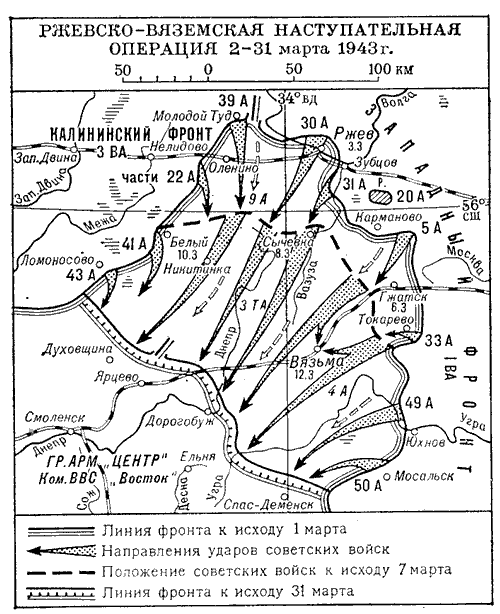 РЖЕВСКО-ВЯЗЕМСКАЯ НАСТУПАТЕЛЬНАЯ
ОПЕРАЦИЯ 2-31 марта 1943г.
50 0 50 100 км
39 А
34° ВД
Молодой Туд
Волга
30 А
КАЛИНИНСКИЙ ФРОНТ
Ржев
3.3
Зап. Двина
3 ВА
Нелидово
Оленино
Зубцов
части
22 А
31 А
Р.
20 А
56°
СШ
Зап. Двина
9 А
Межа
Карманово
5 А
41 А
Белый
10.3
Сычевка
8.3
Ломоносово
Никитинка
Москва
43 А
Вазуза
Гжатск
6.3
3 ТА
Токарево
Днепр
33 А
Духовщина
Вязьма
12.3
1 ВА
Ярцево
4 А
49 А
Смоленск
Дорогобуж
Угра
Днепр
Юхнов
ГР. АРМ. „ЦЕНТР"
Ельня
Ком. ВВС „Восток"
Мосальск
50 А
Сож
Десна
Угра
Спас-Деменск
ЗАПАДНЫЙ ФРОНТ
Линия фронта к исходу 1 марта
Направления ударов советских войск
Положение советских войск к исходу 7 марта
Линия фронта к исходу 31 марта